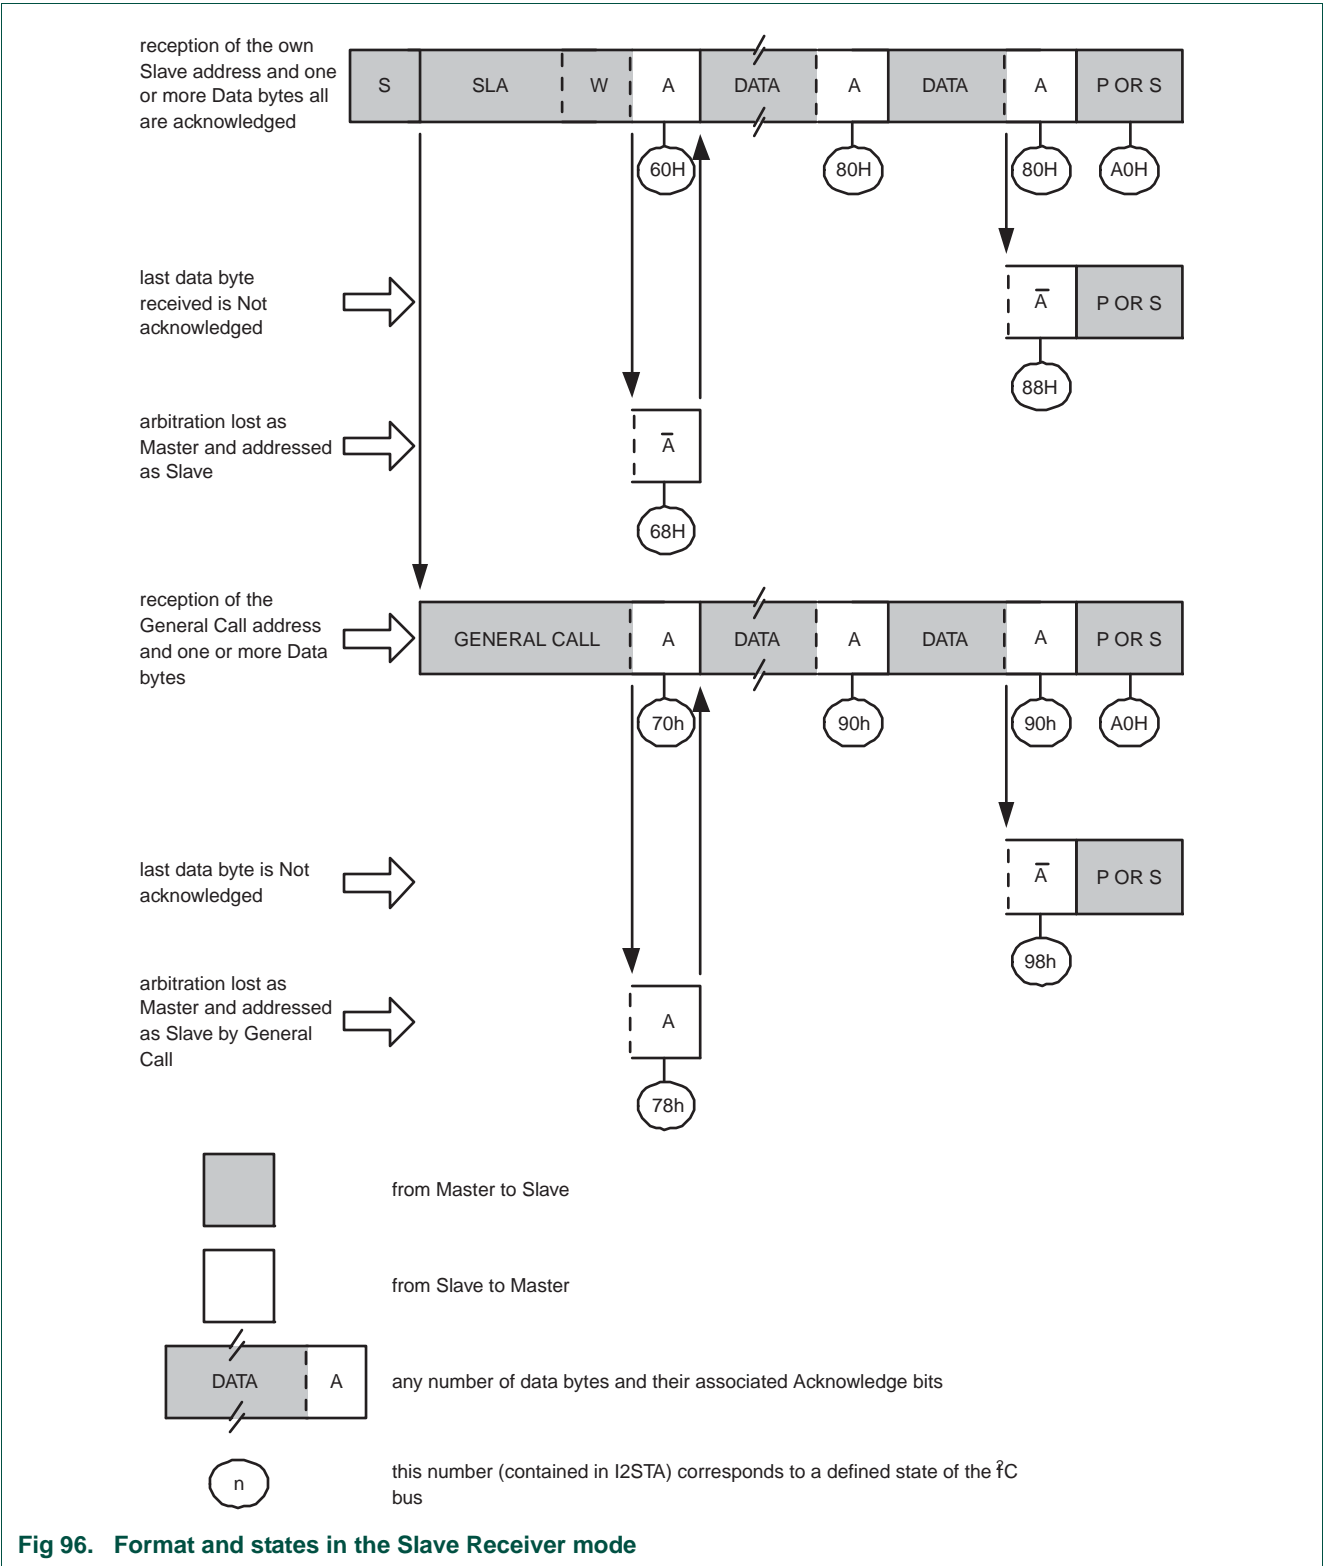 reception of the own
Slave address and one
or more Data bytes all
are acknowledged
S SLA W A DATA A DATA A P OR S
60H 80H 80H A0H
last data byte
received is Not
acknowledged
A̅ P OR S
88H
arbitration lost as
Master and addressed
as Slave
A̅
68H
reception of the
General Call address
and one or more Data
bytes
GENERAL CALL A DATA A DATA A P OR S
70h 90h 90h A0H
last data byte is Not
acknowledged
A̅ P OR S
98h
arbitration lost as
Master and addressed
as Slave by General
Call
A
78h
from Master to Slave
from Slave to Master
DATA A
any number of data bytes and their associated Acknowledge bits
n
this number (contained in I2STA) corresponds to a defined state of the I²C
bus
Fig 96. Format and states in the Slave Receiver mode